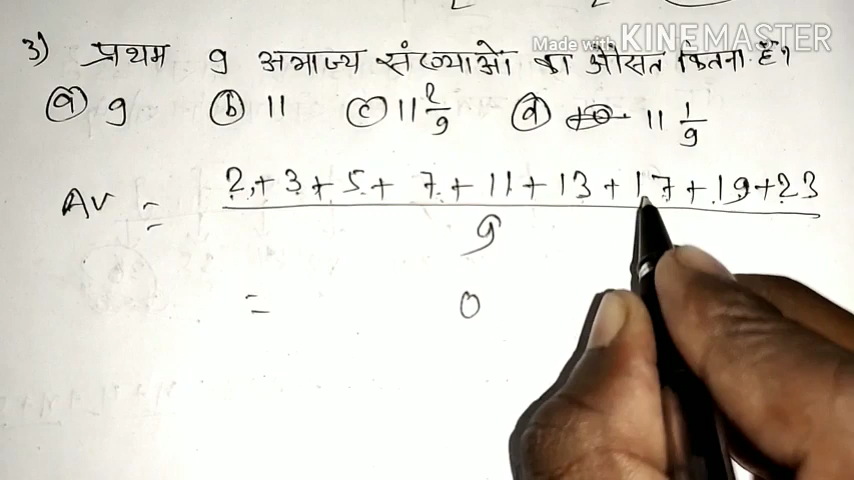 Made with KINEMASTER
3) प्रथम 9 अभाज्य संख्याओं का औसत कितना है।
(a) 9 (b) 11 (c) 11 2/9 (d) 11 1/9
Av = 2+3+5+7+11+13+17+19+23
9
= 0